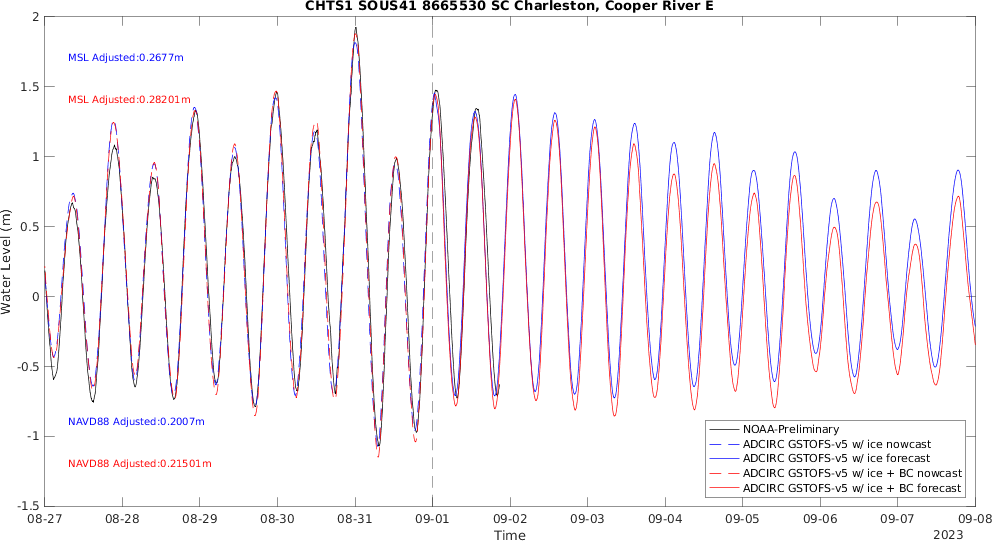 CHTS1 SOUS41 8665530 SC Charleston, Cooper River E
Water Level (m)
2
1.5
1
0.5
0
-0.5
-1
-1.5
MSL Adjusted:0.2677m
MSL Adjusted:0.28201m
NAVD88 Adjusted:0.2007m
NAVD88 Adjusted:0.21501m
NOAA-Preliminary
ADCIRC GSTOFS-v5 w/ ice nowcast
ADCIRC GSTOFS-v5 w/ ice forecast
ADCIRC GSTOFS-v5 w/ ice + BC nowcast
ADCIRC GSTOFS-v5 w/ ice + BC forecast
08-27 08-28 08-29 08-30 08-31 09-01 09-02 09-03 09-04 09-05 09-06 09-07 09-08
Time
2023